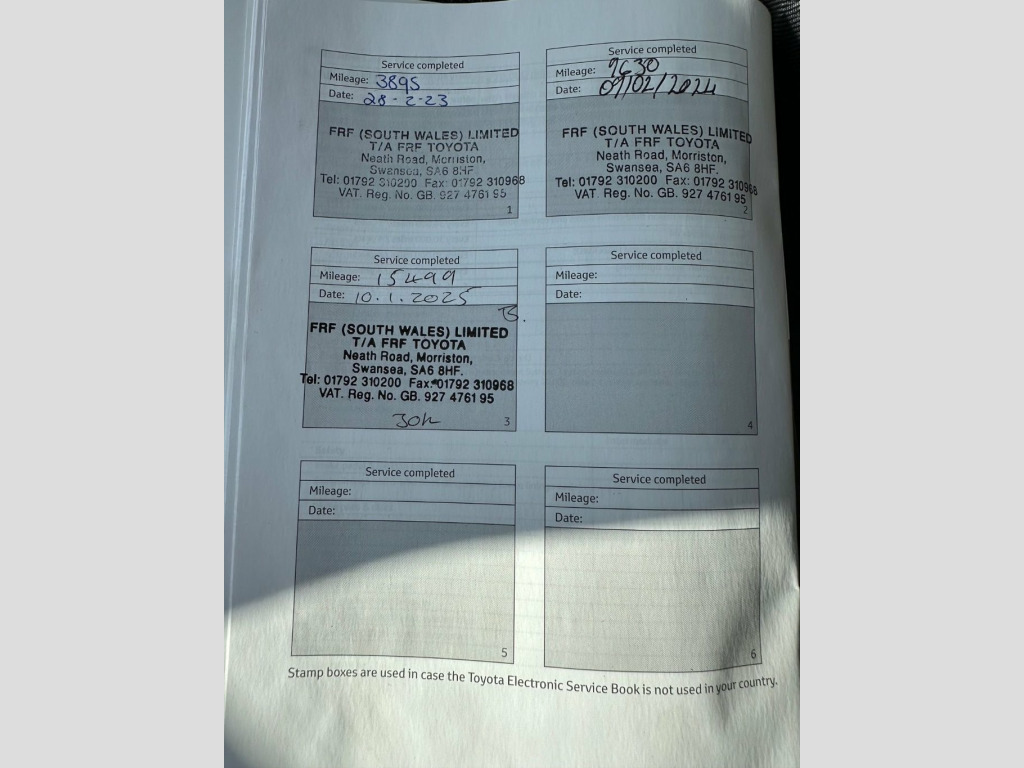 Service completed
Mileage: 3895
Date: 28-2-23
FRF (SOUTH WALES) LIMITED
T/A FRF TOYOTA
Neath Road, Morriston,
Swansea, SA6 8HF.
Tel: 01792 310200 Fax: 01792 310968
VAT. Reg. No. GB. 927 4761 95
1
Service completed
Mileage: 9630
Date: 09/02/2024
FRF (SOUTH WALES) LIMITED
T/A FRF TOYOTA
Neath Road, Morriston,
Swansea, SA6 8HF.
Tel: 01792 310200 Fax: 01792 310968
VAT. Reg. No. GB. 927 4761 95
2
Service completed
Mileage: 15499
Date: 10.1.2025
FRF (SOUTH WALES) LIMITED
T/A FRF TOYOTA
Neath Road, Morriston,
Swansea, SA6 8HF.
Tel: 01792 310200 Fax: 01792 310968
VAT. Reg. No. GB. 927 4761 95
3
Service completed
Mileage:
Date:
4
Service completed
Mileage:
Date:
5
Service completed
Mileage:
Date:
6
Stamp boxes are used in case the Toyota Electronic Service Book is not used in your country.